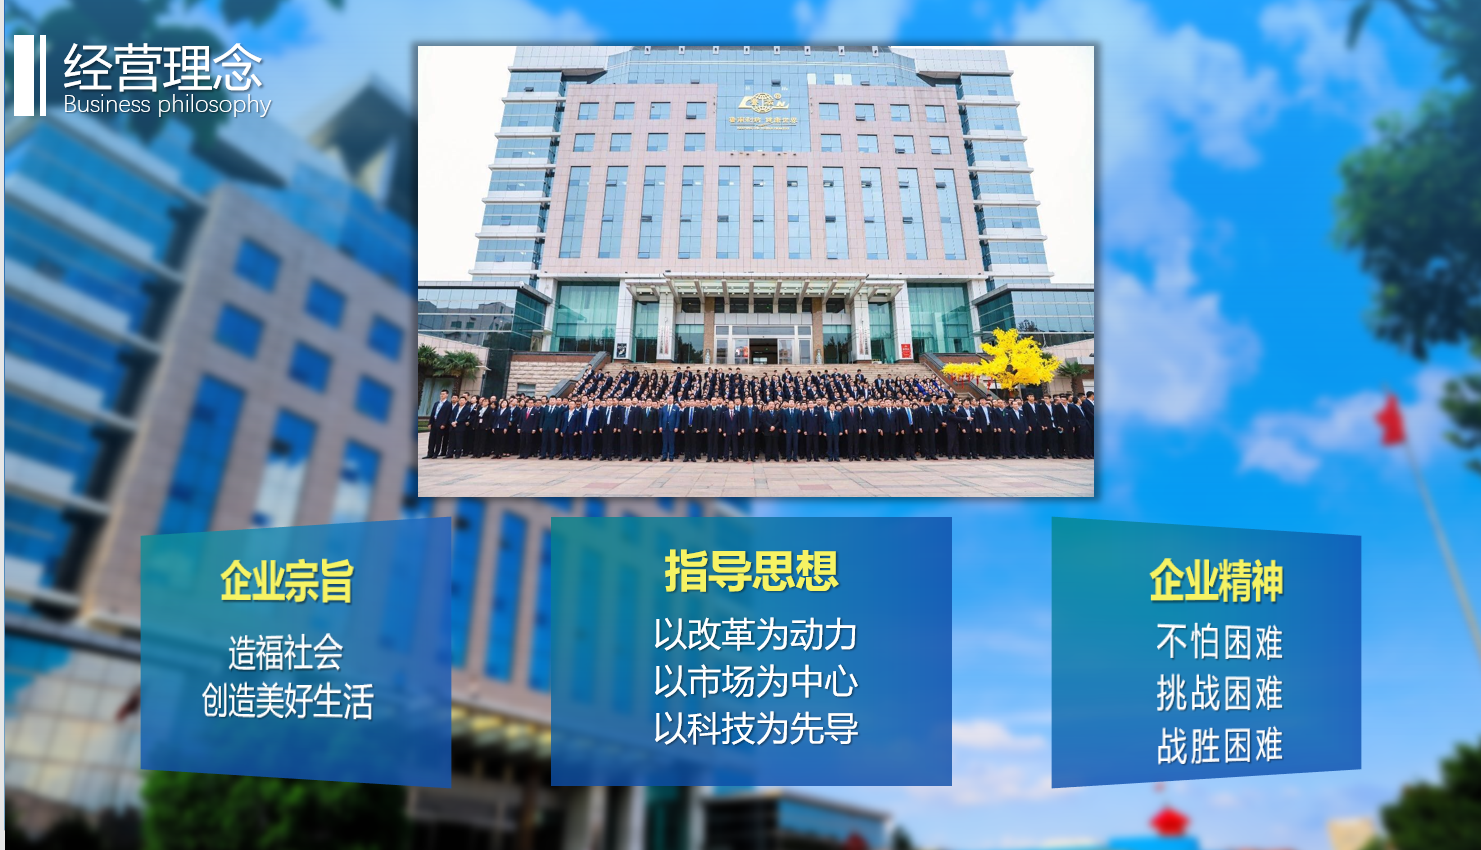 经营理念
Business philosophy
企业宗旨
造福社会
创造美好生活
指导思想
以改革为动力
以市场为中心
以科技为先导
企业精神
不怕困难
挑战困难
战胜困难